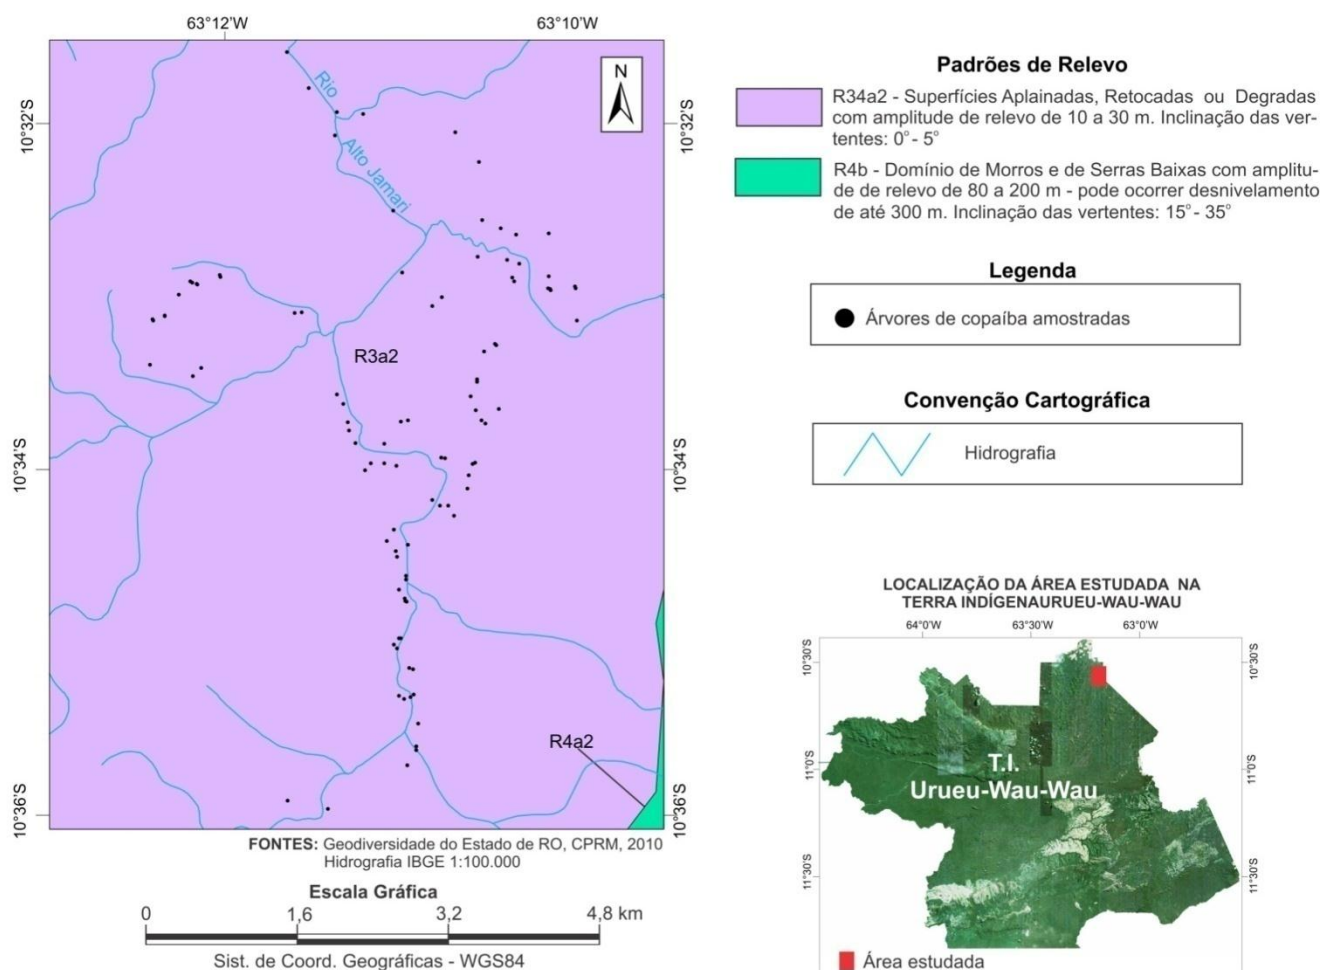 63°12'W
63°10'W
10°32'S
10°32'S
N
Rio
Alto Jamari
R3a2
10°34'S
10°34'S
R4a2
10°36'S
10°36'S
FONTES: Geodiversidade do Estado de RO, CPRM, 2010
Hidrografia IBGE 1:100.000
Escala Gráfica
0 1,6 3,2 4,8 km
Sist. de Coord. Geográficas - WGS84
Padrões de Relevo
R34a2 - Superfícies Aplainadas, Retocadas ou Degradas
com amplitude de relevo de 10 a 30 m. Inclinação das ver-
tentes: 0° - 5°
R4b - Domínio de Morros e de Serras Baixas com amplitu-
de de relevo de 80 a 200 m - pode ocorrer desnivelamento
de até 300 m. Inclinação das vertentes: 15° - 35°
Legenda
Árvores de copaíba amostradas
Convenção Cartográfica
Hidrografia
LOCALIZAÇÃO DA ÁREA ESTUDADA NA
TERRA INDÍGENAURUEU-WAU-WAU
64°0'W 63°30'W 63°0'W
10°30'S
10°30'S
11°0'S
11°0'S
T.I.
Urueu-Wau-Wau
11°30'S
11°30'S
Área estudada